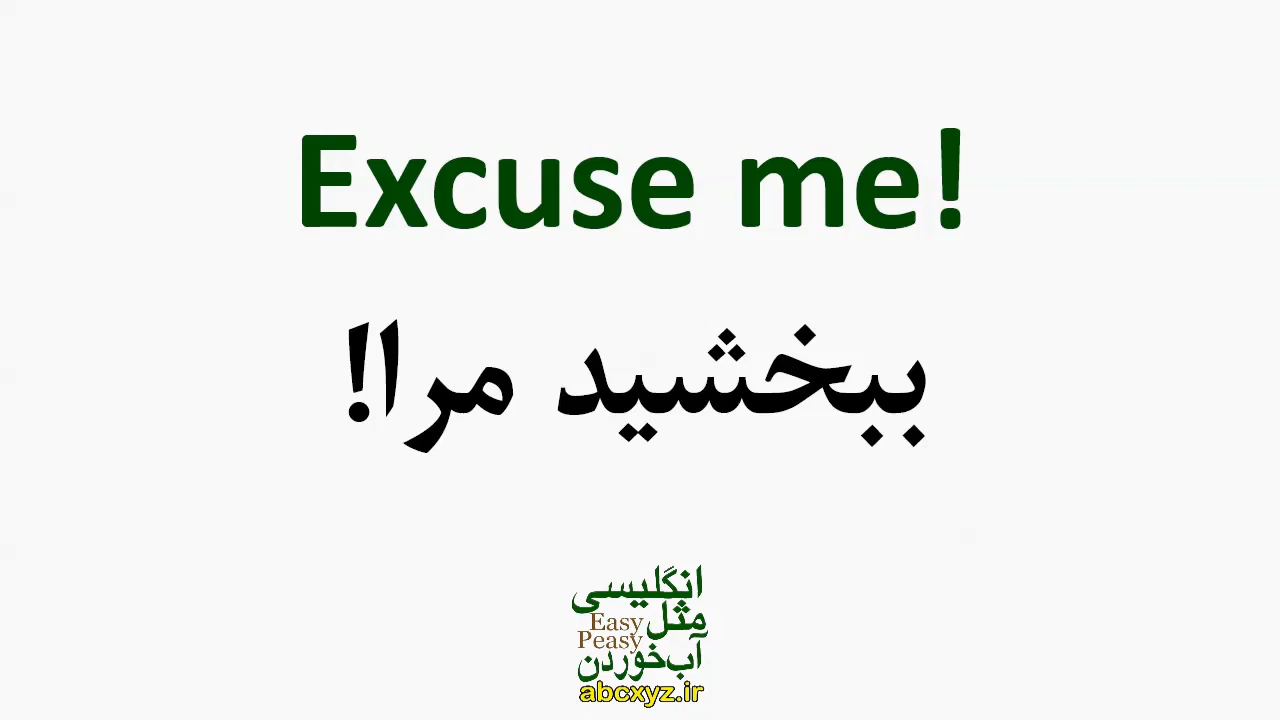 Excuse me!
ببخشید مرا!
انگلیسی
مثل Easy
Peasy
آب‌خوردن
abcxyz.ir